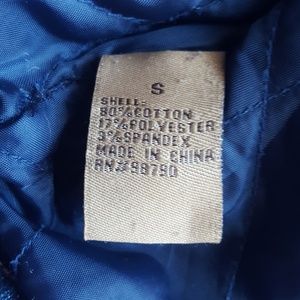 S
SHELL:
80%COTTON
17%POLYESTER
3%SPANDEX
MADE IN CHINA
RN#98790